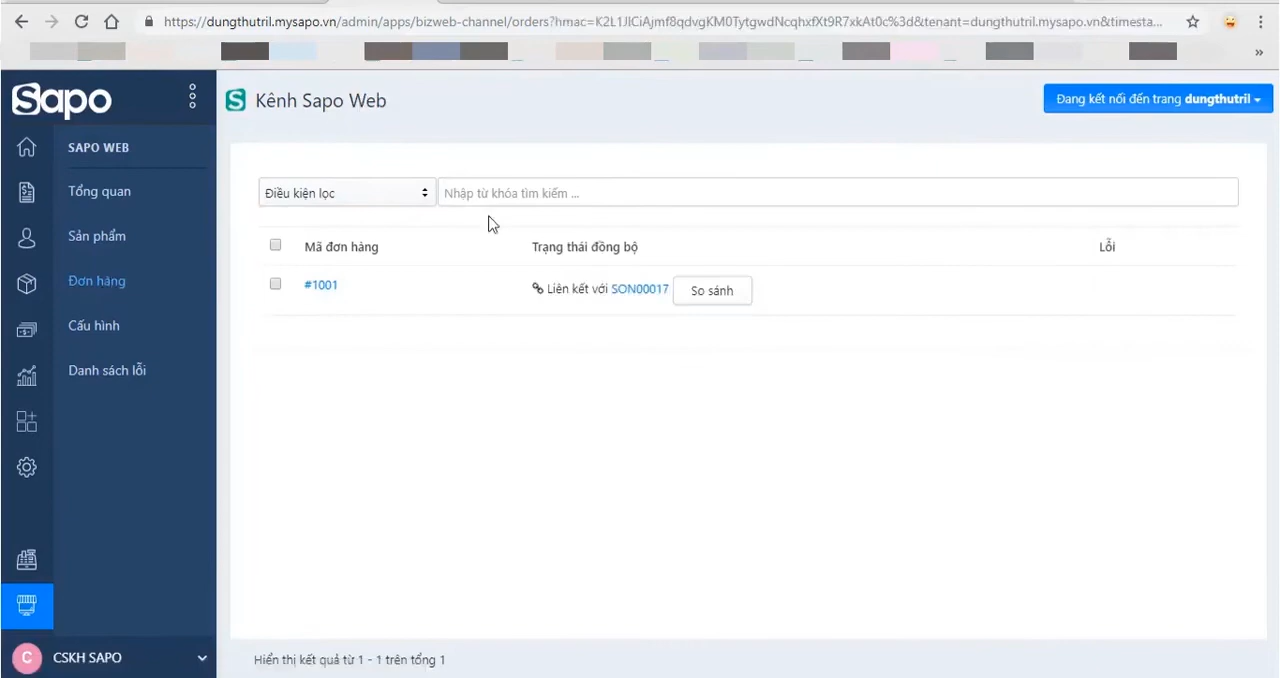 https://dungthutril.mysapo.vn/admin/apps/bizweb-channel/orders?hmac=K2L1JlCiAjmf8qdvgKM0TytgwdNcqhxfXt9R7xkAt0c%3d&tenant=dungthutril.mysapo.vn&timesta...
»
Sapo
S Kênh Sapo Web
Đang kết nối đến trang dungthutril
SAPO WEB
Tổng quan
Sản phẩm
Đơn hàng
Cấu hình
Danh sách lỗi
Điều kiện lọc
Nhập từ khóa tìm kiếm ...
Mã đơn hàng Trạng thái đồng bộ Lỗi
#1001 Liên kết với SON00017 So sánh
C CSKH SAPO
Hiển thị kết quả từ 1 - 1 trên tổng 1